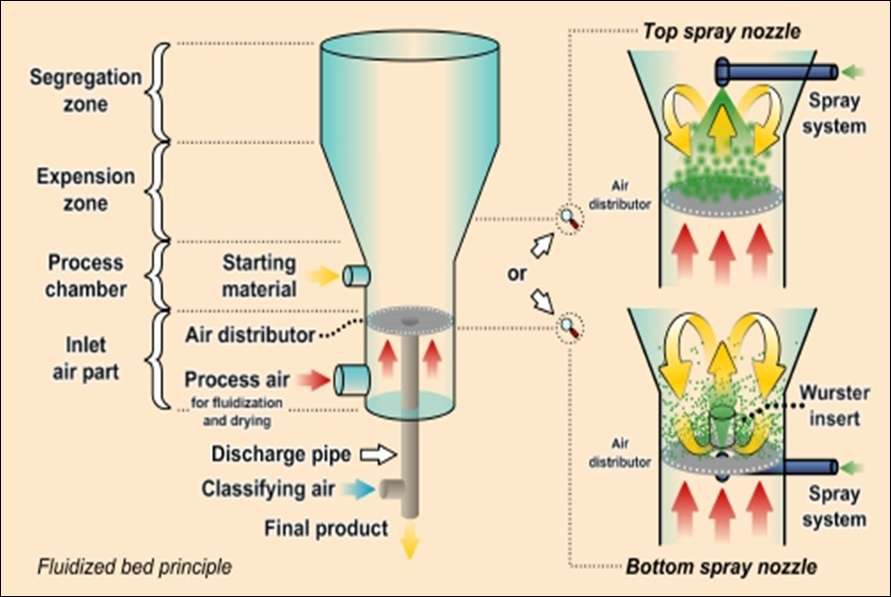 Segregation
zone
Expension
zone
Process
chamber
Inlet
air part
Starting
material
Air distributor
Process air
for fluidization
and drying
Discharge pipe
Classifying air
Final product
Fluidized bed principle
or
Top spray nozzle
Spray
system
Air
distributor
Wurster
insert
Air
distributor
Spray
system
Bottom spray nozzle